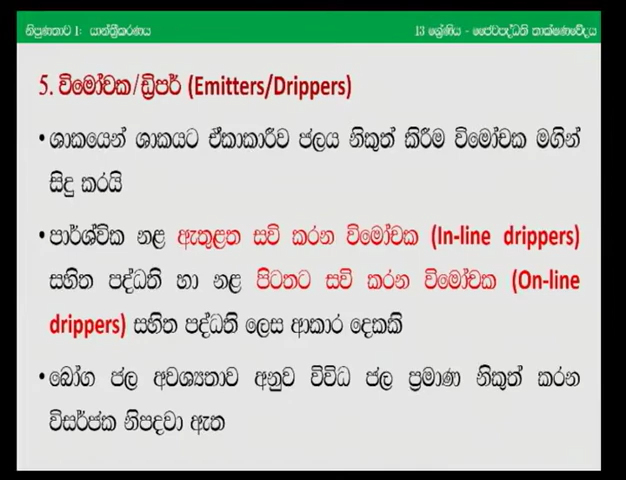 නිපුණතාව 1: යාන්ත්‍රීකරණය
13 ශ්‍රේණිය - ජෛවපද්ධති තාක්ෂණවේදය
5. විමෝචක/ඩ්‍රිපර් (Emitters/Drippers)
• ශාකයෙන් ශාකයට ඒකාකාරීව ජලය නිකුත් කිරීම විමෝචක මගින්
සිදු කරයි
• පාර්ශ්වික නළ ඇතුළත සවි කරන විමෝචක (In-line drippers)
සහිත පද්ධති හා නළ පිටතට සවි කරන විමෝචක (On-line
drippers) සහිත පද්ධති ලෙස ආකාර දෙකකි
• බෝග ජල අවශ්‍යතාව අනුව විවිධ ජල ප්‍රමාණ නිකුත් කරන
විසර්ජක නිපදවා ඇත